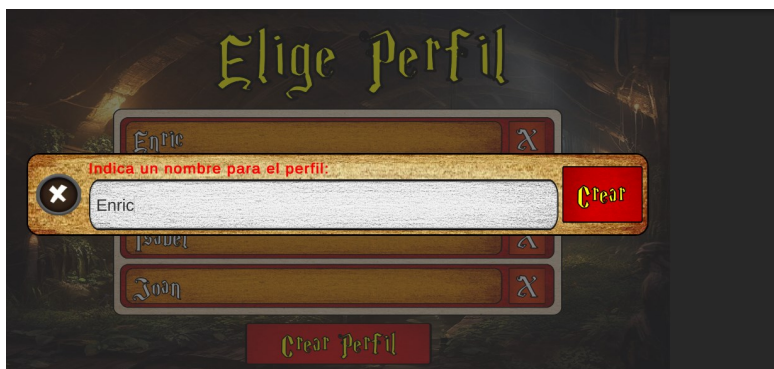 Elige Perfil
Enric
X
Indica un nombre para el perfil:
Enric
Crear
Isabel
X
Joan
X
Crear Perfil